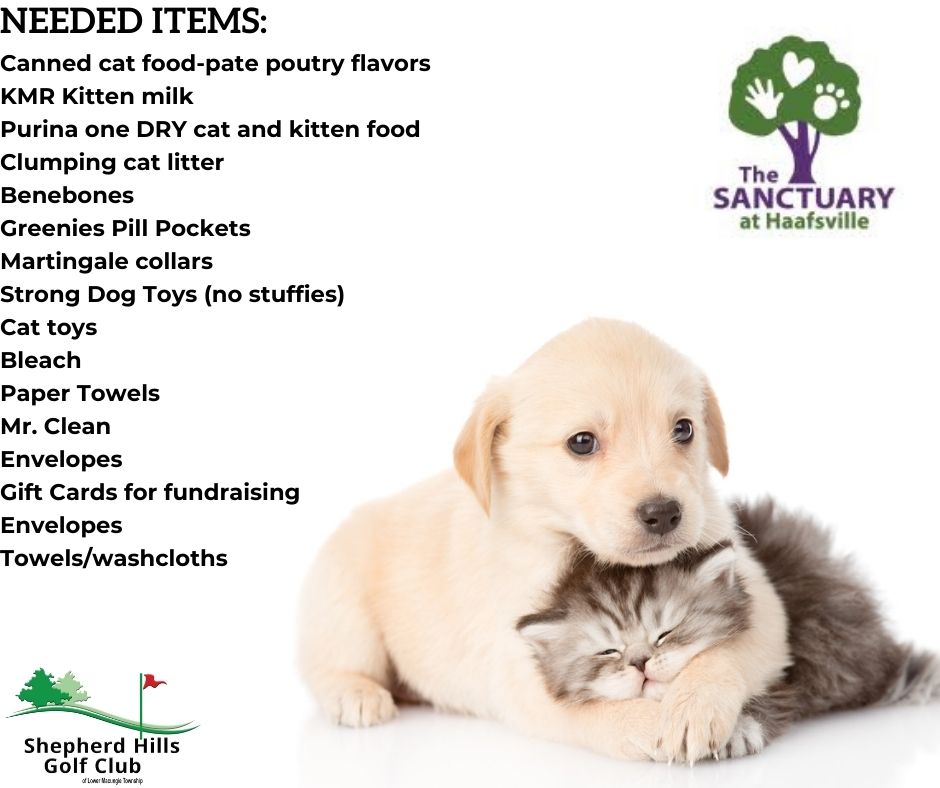 NEEDED ITEMS:
Canned cat food-pate poutry flavors
KMR Kitten milk
Purina one DRY cat and kitten food
Clumping cat litter
Benebones
Greenies Pill Pockets
Martingale collars
Strong Dog Toys (no stuffies)
Cat toys
Bleach
Paper Towels
Mr. Clean
Envelopes
Gift Cards for fundraising
Envelopes
Towels/washcloths
The
SANCTUARY
at Haafsville
Shepherd Hills
Golf Club
of Lower Macungie Township